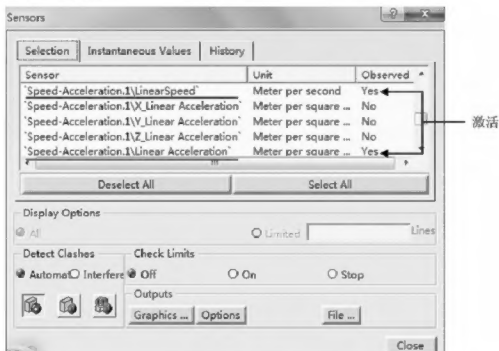 Sensors
Selection Instantaneous Values History
Sensor Unit Observed
`Speed-Acceleration.1\LinearSpeed` Meter per second Yes
`Speed-Acceleration.1\X_Linear Acceleration` Meter per square ... No
`Speed-Acceleration.1\Y_Linear Acceleration` Meter per square ... No
`Speed-Acceleration.1\Z_Linear Acceleration` Meter per square ... No
`Speed-Acceleration.1\Linear Acceleration` Meter per square ... Yes
激活
Deselect All Select All
Display Options
All Limited Lines
Detect Clashes Check Limits
Automat Interfere Off On Stop
Outputs
Graphics ... Options File ...
Close